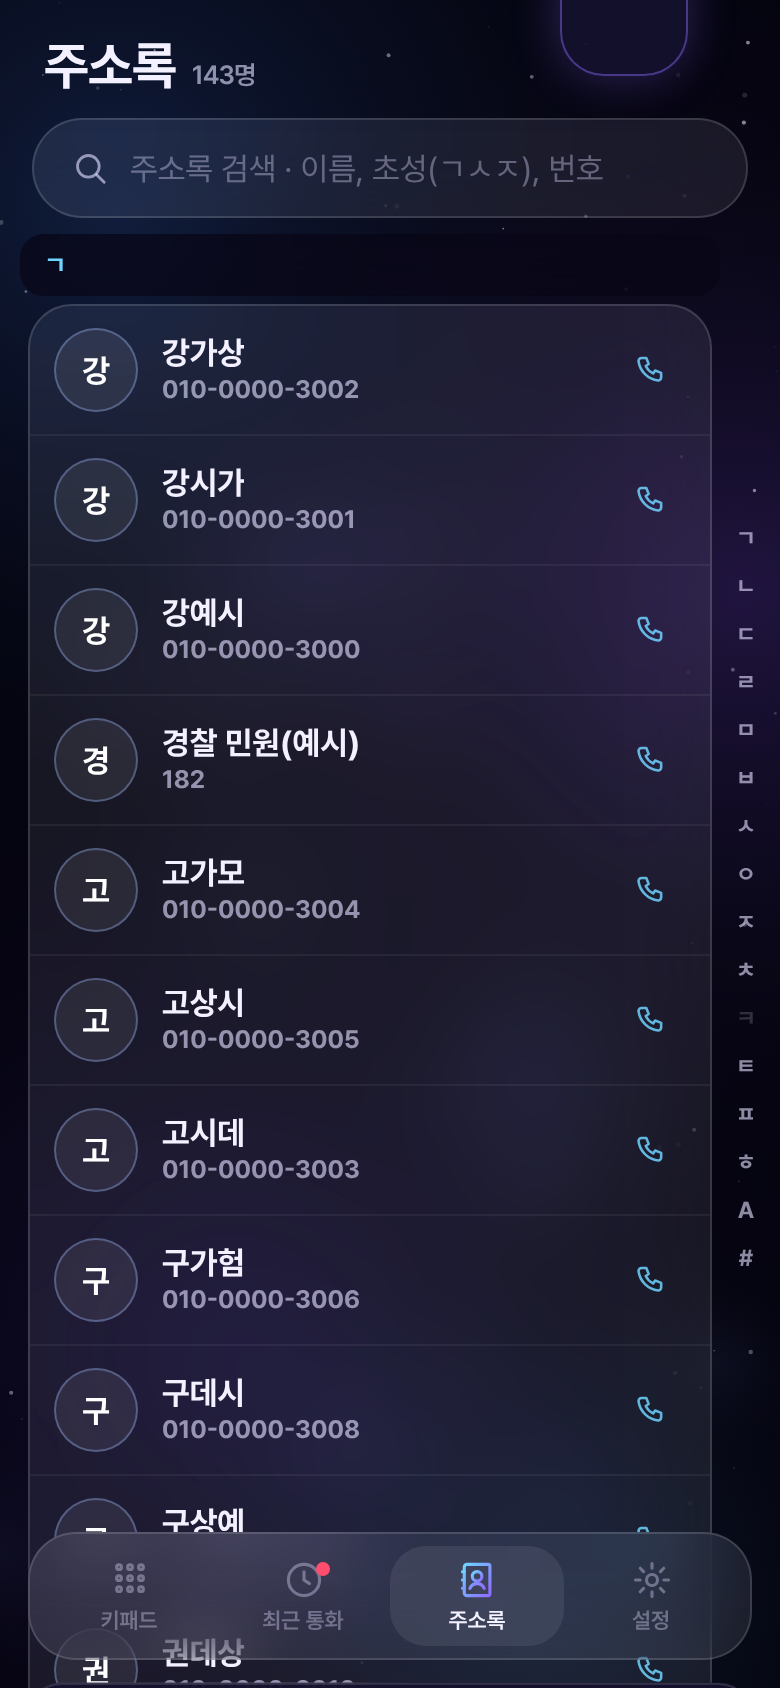 주소록 143명
주소록 검색 · 이름, 초성(ㄱㅅㅈ), 번호
ㄱ
강 강가상
010-0000-3002
강 강시가
010-0000-3001
강 강예시
010-0000-3000
경 경찰 민원(예시)
182
고 고가모
010-0000-3004
고 고상시
010-0000-3005
고 고시데
010-0000-3003
구 구가험
010-0000-3006
구 구데시
010-0000-3008
구상예
키패드 최근 통화 주소록 설정
권 권데상
ㄱ
ㄴ
ㄷ
ㄹ
ㅁ
ㅂ
ㅅ
ㅇ
ㅈ
ㅊ
ㅋ
ㅌ
ㅍ
ㅎ
A
#